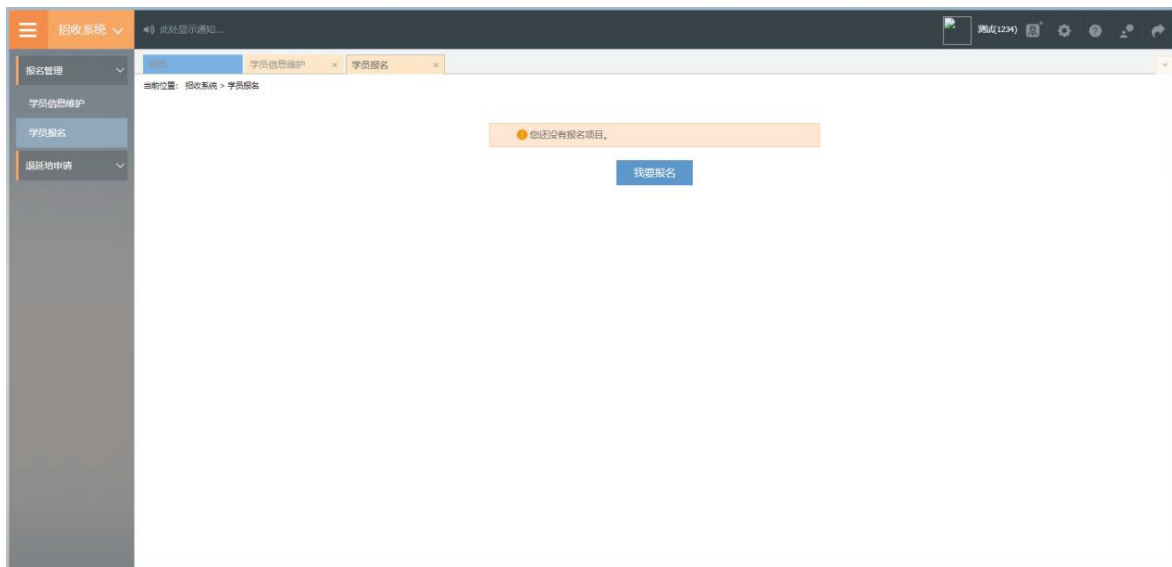 招收系统
此处显示通知...
测试(1234)
报名管理
学员信息维护
学员报名
退延培申请
首页
学员信息维护 ×
学员报名 ×
当前位置： 招收系统 > 学员报名
您还没有报名项目。
我要报名